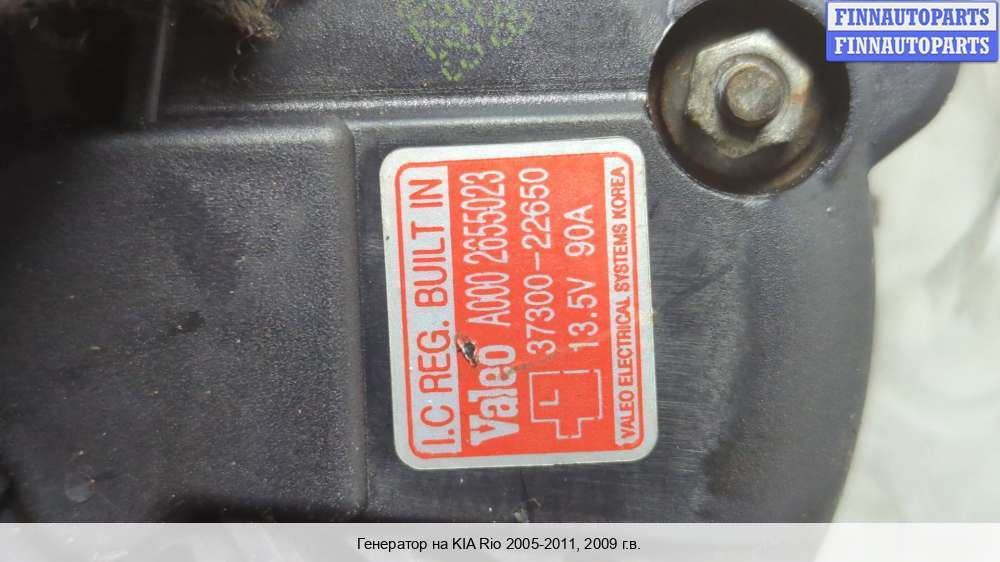 FINNAUTOPARTS
FINNAUTOPARTS
I.C REG. BUILT IN
Valeo A000 2655023
L 37300-22650
13.5V 90A
VALEO ELECTRICAL SYSTEMS KOREA
Генератор на KIA Rio 2005-2011, 2009 г.в.